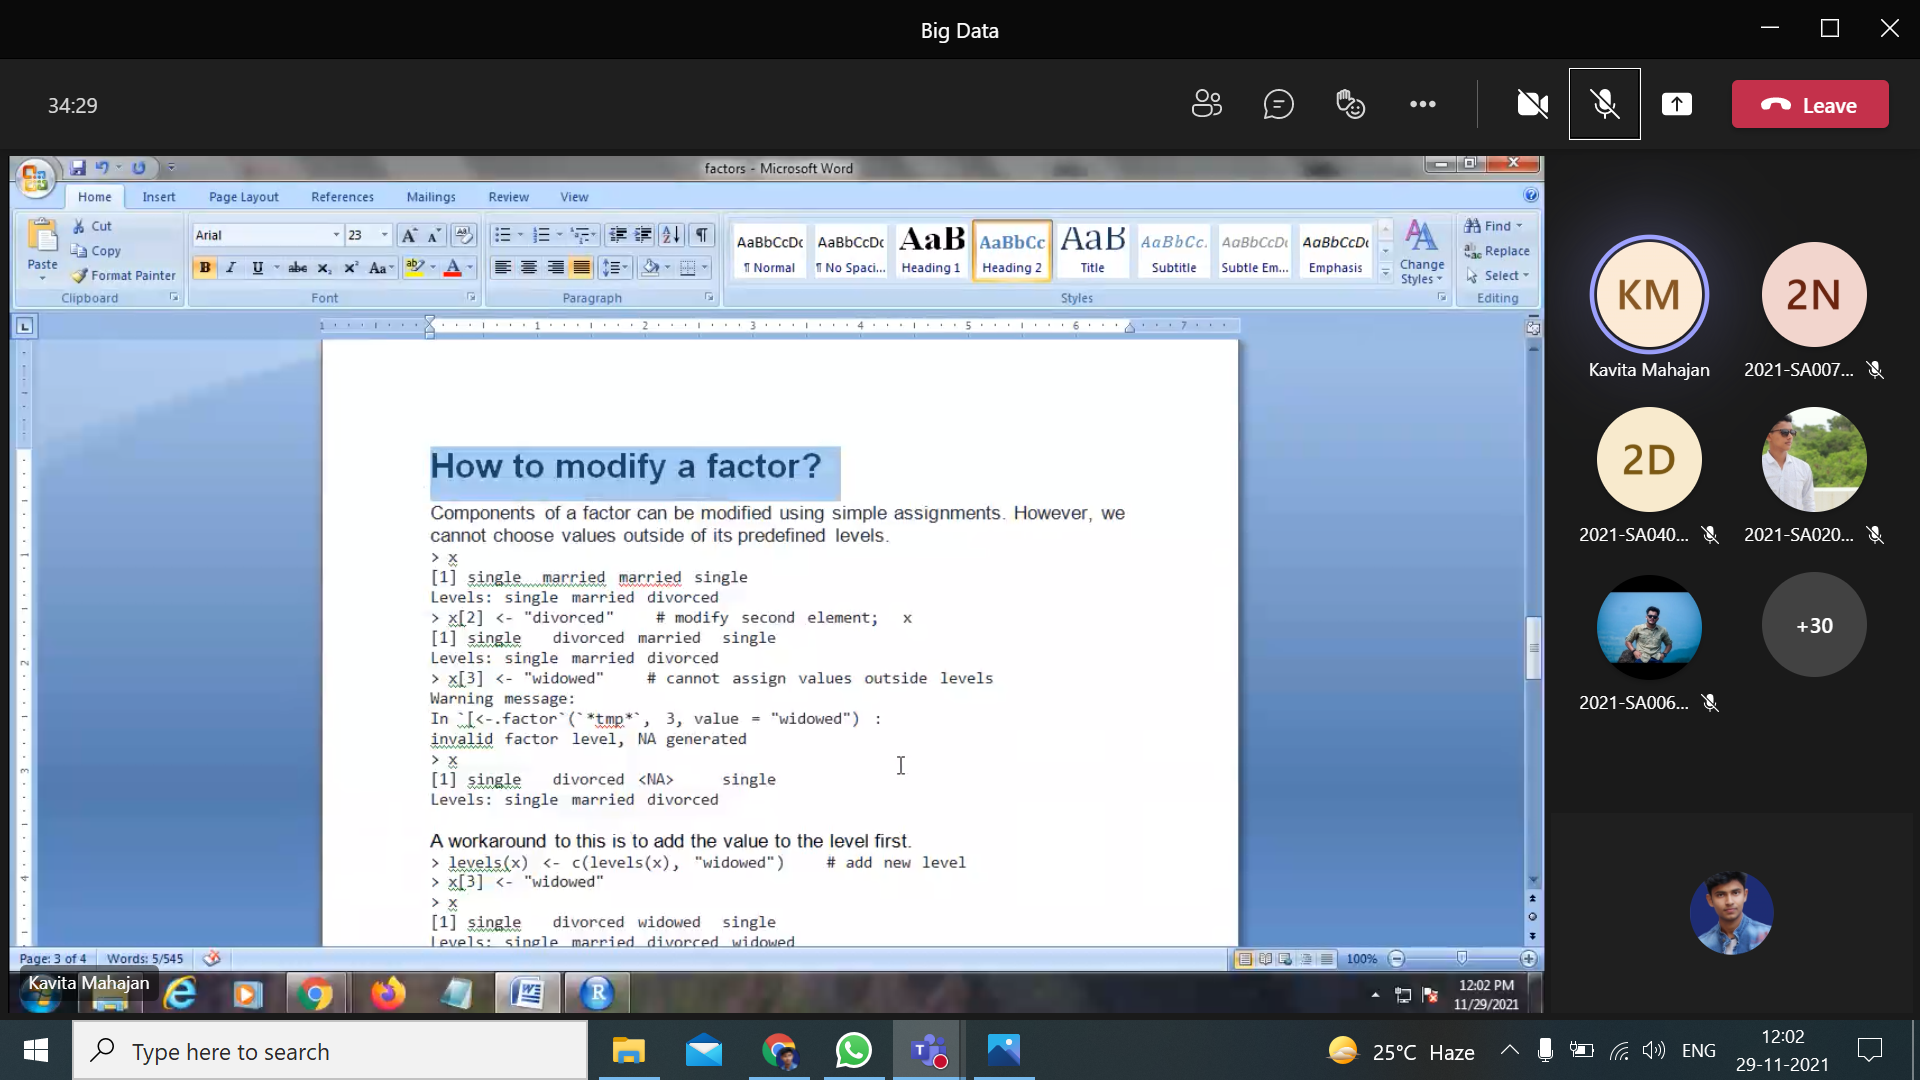 Big Data
34:29
Leave
factors - Microsoft Word
Home Insert Page Layout References Mailings Review View
Cut
Copy
Format Painter
Paste
Clipboard
Arial 23
Font
Paragraph
AaBbCcDc AaBbCcDc AaB AaBbCc AaB AaBbCc. AaBbCcDc AaBbCcDc
¶ Normal ¶ No Spaci... Heading 1 Heading 2 Title Subtitle Subtle Em... Emphasis
Change Styles
Styles
Find
Replace
Select
Editing
How to modify a factor?
Components of a factor can be modified using simple assignments. However, we
cannot choose values outside of its predefined levels.
> x
[1] single married married single
Levels: single married divorced
> x[2] <- "divorced" # modify second element; x
[1] single divorced married single
Levels: single married divorced
> x[3] <- "widowed" # cannot assign values outside levels
Warning message:
In `[<-.factor`(`*tmp*`, 3, value = "widowed") :
invalid factor level, NA generated
> x
[1] single divorced <NA> single
Levels: single married divorced
A workaround to this is to add the value to the level first.
> levels(x) <- c(levels(x), "widowed") # add new level
> x[3] <- "widowed"
> x
[1] single divorced widowed single
Levels: single married divorced widowed
Page: 3 of 4 Words: 5/545
100%
Kavita Mahajan
12:02 PM
11/29/2021
KM
Kavita Mahajan
2N
2021-SA007...
2D
2021-SA040...
2021-SA020...
2021-SA006...
+30
Type here to search
25°C Haze
ENG
12:02
29-11-2021